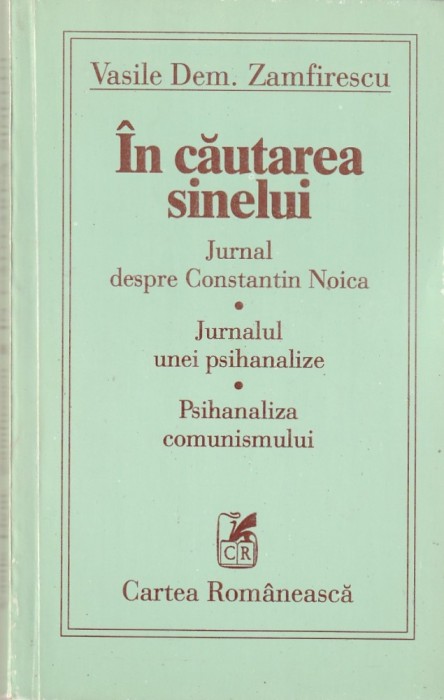 Vasile Dem. Zamfirescu
În căutarea
sinelui
Jurnal
despre Constantin Noica
•
Jurnalul
unei psihanalize
•
Psihanaliza
comunismului
CR
Cartea Românească